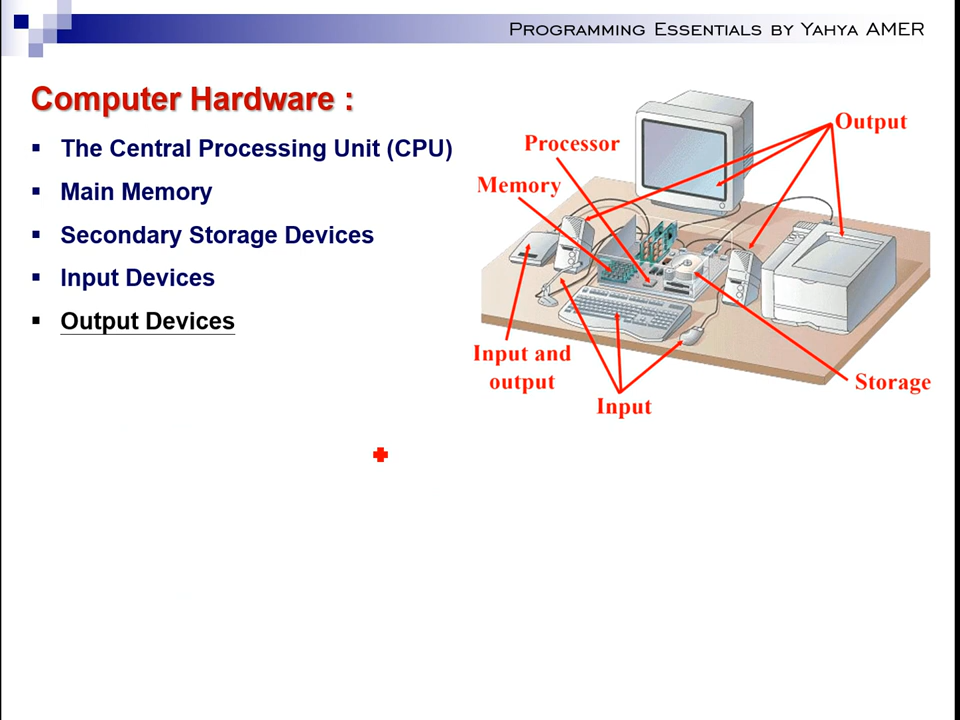 Programming Essentials by Yahya AMER
Computer Hardware :
▪ The Central Processing Unit (CPU)
▪ Main Memory
▪ Secondary Storage Devices
▪ Input Devices
▪ Output Devices
Output
Processor
Memory
Input and
output
Input
Storage